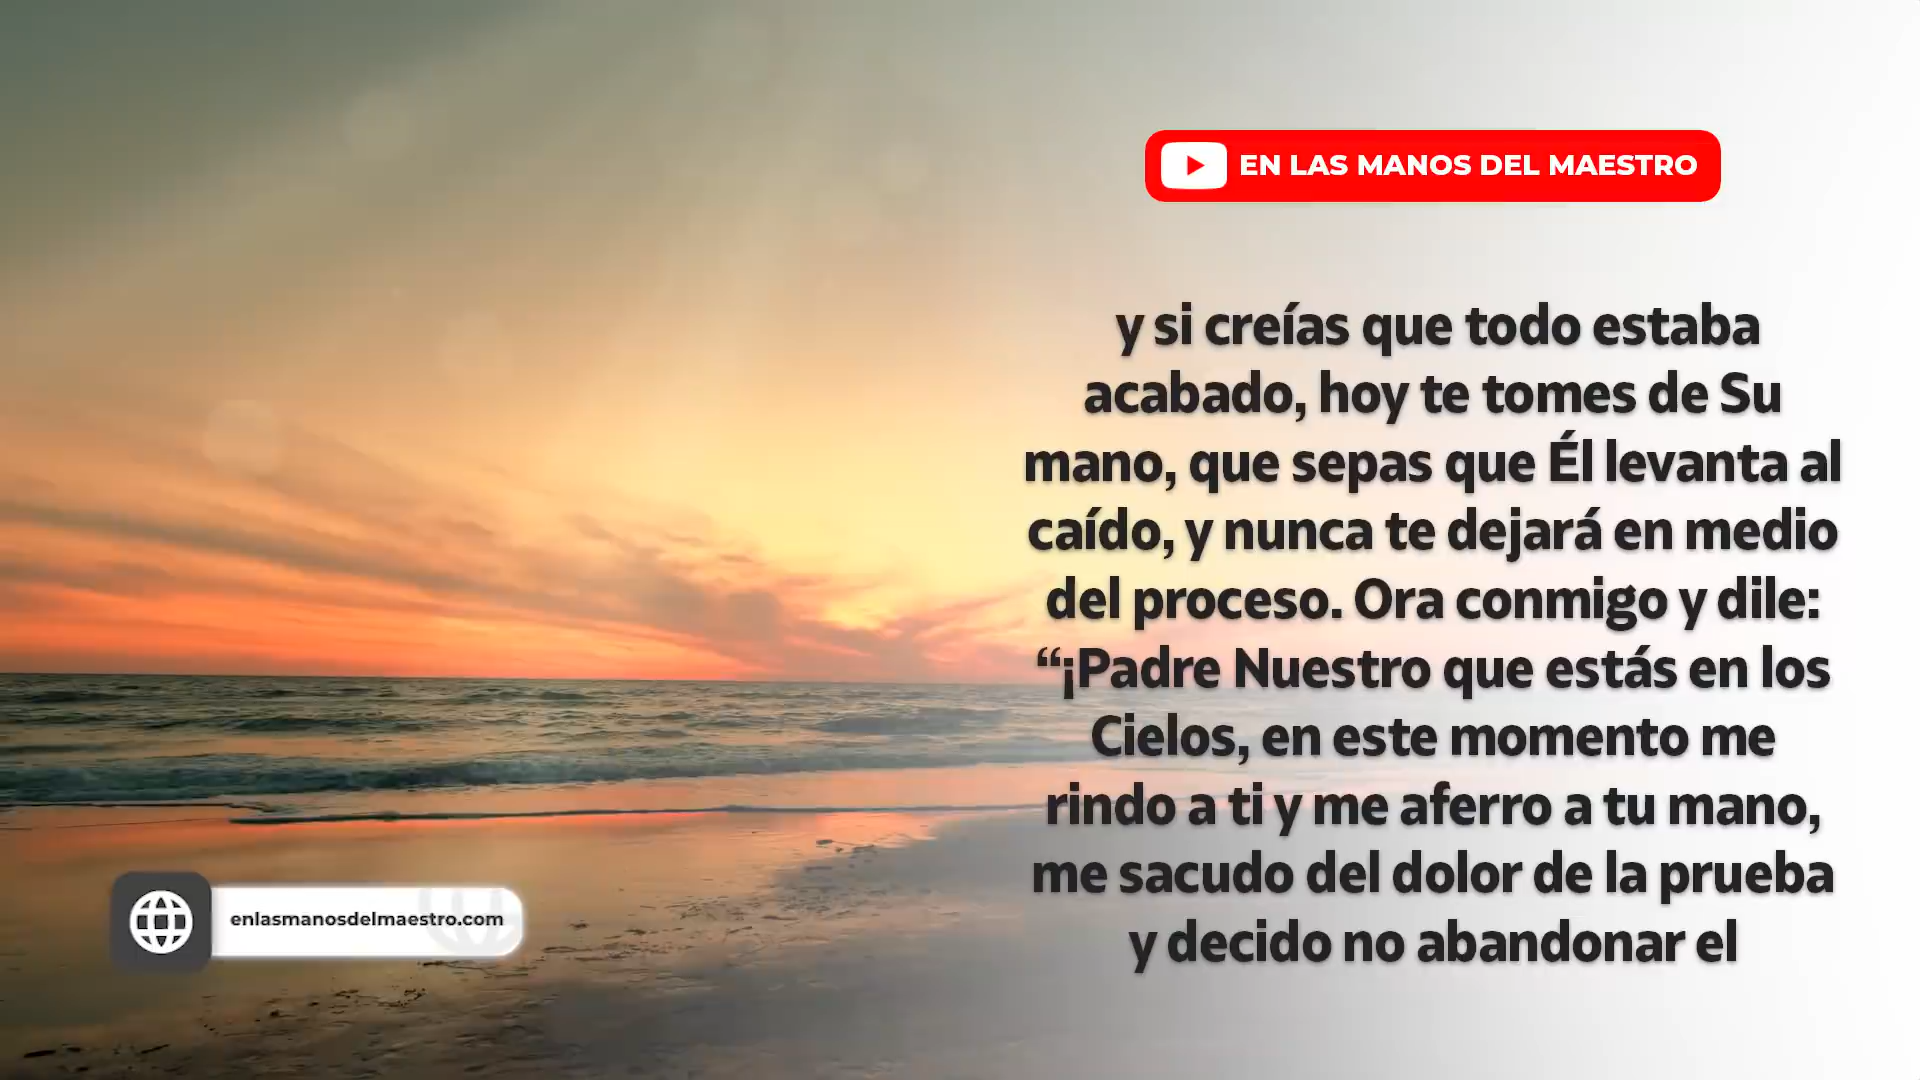 EN LAS MANOS DEL MAESTRO
y si creías que todo estaba
acabado, hoy te tomes de Su
mano, que sepas que Él levanta al
caído, y nunca te dejará en medio
del proceso. Ora conmigo y dile:
“¡Padre Nuestro que estás en los
Cielos, en este momento me
rindo a ti y me aferro a tu mano,
me sacudo del dolor de la prueba
y decido no abandonar el
enlasmanosdelmaestro.com